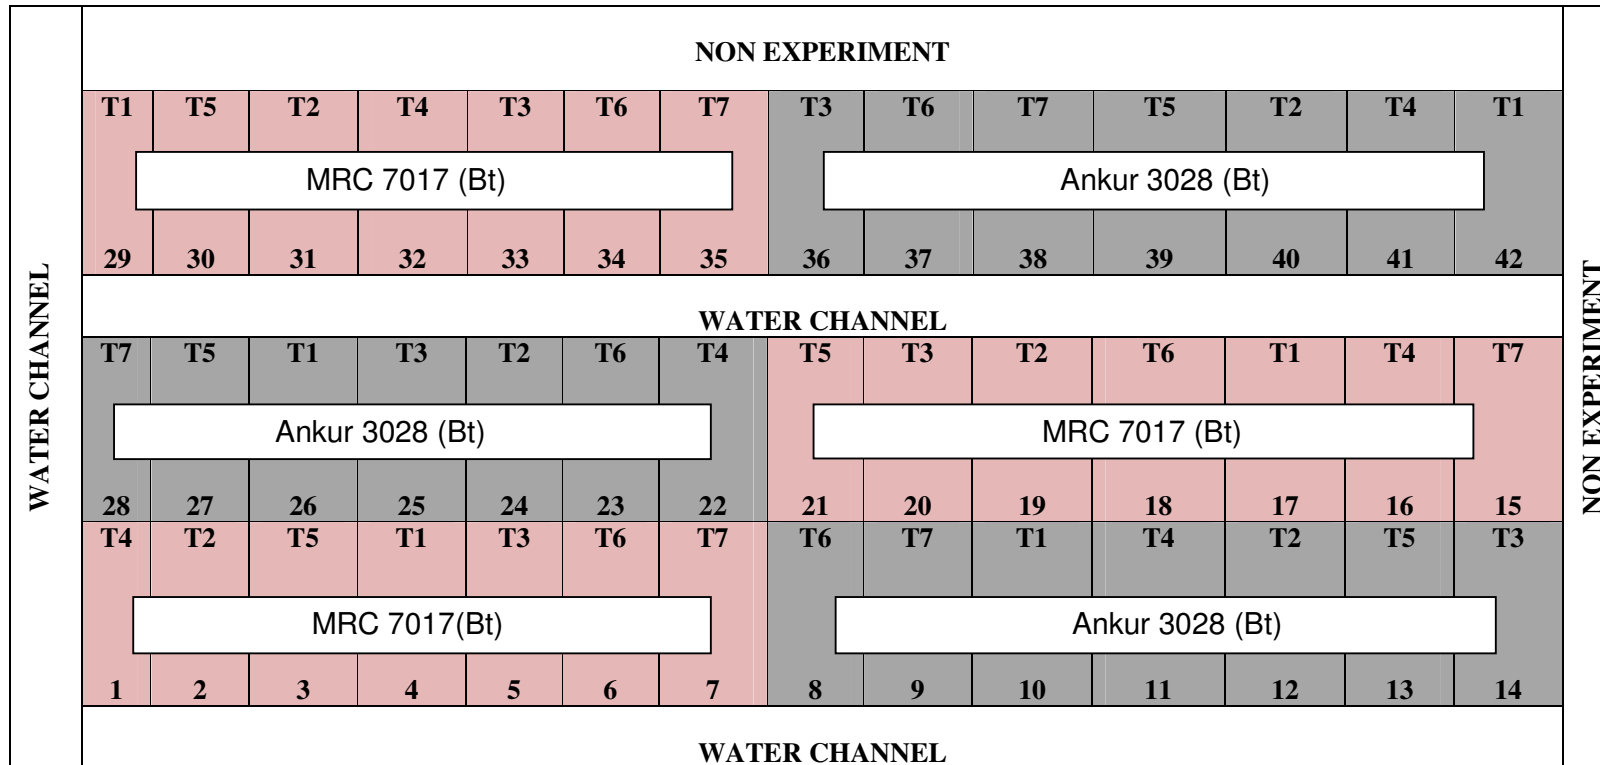 NON EXPERIMENT
T1 T5 T2 T4 T3 T6 T7 T3 T6 T7 T5 T2 T4 T1
MRC 7017 (Bt) Ankur 3028 (Bt)
29 30 31 32 33 34 35 36 37 38 39 40 41 42
WATER CHANNEL
WATER CHANNEL
NON EXPERIMENT
T7 T5 T1 T3 T2 T6 T4 T5 T3 T2 T6 T1 T4 T7
Ankur 3028 (Bt) MRC 7017 (Bt)
28 27 26 25 24 23 22 21 20 19 18 17 16 15
T4 T2 T5 T1 T3 T6 T7 T6 T7 T1 T4 T2 T5 T3
MRC 7017(Bt) Ankur 3028 (Bt)
1 2 3 4 5 6 7 8 9 10 11 12 13 14
WATER CHANNEL